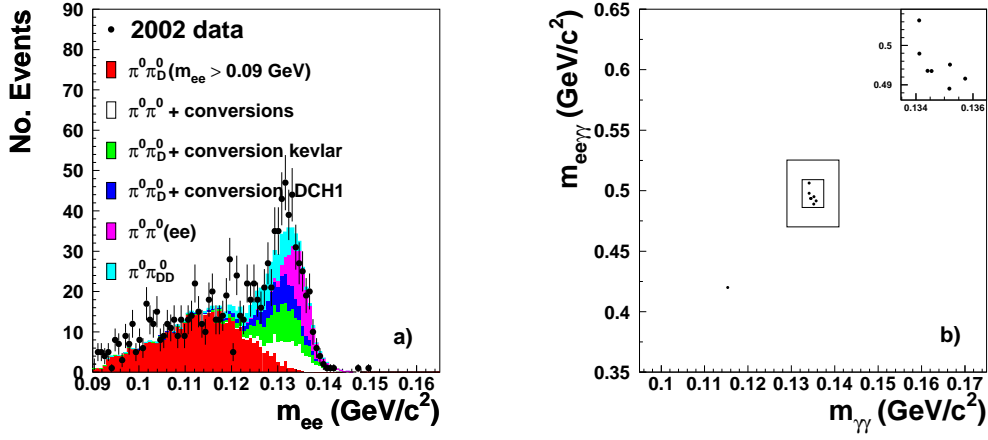 No. Events
90
80
70
60
50
40
30
20
10
0
2002 data
π⁰π⁰_D(m_ee > 0.09 GeV)
π⁰π⁰ + conversions
π⁰π⁰_D + conversion kevlar
π⁰π⁰_D + conversion DCH1
π⁰π⁰(ee)
π⁰π⁰_DD
a)
0.09 0.1 0.11 0.12 0.13 0.14 0.15 0.16
m_ee (GeV/c²)
m_eeγγ (GeV/c²)
0.65
0.6
0.55
0.5
0.45
0.4
0.35
0.5
0.49
0.134 0.136
b)
0.1 0.11 0.12 0.13 0.14 0.15 0.16 0.17
m_γγ (GeV/c²)